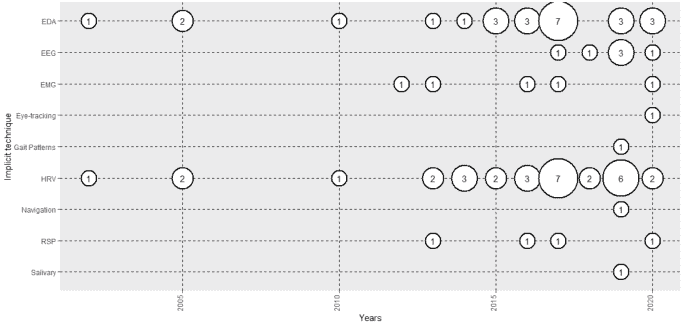 Implicit technique
EDA 1 2 1 1 1 3 3 7 3 3
EEG 1 1 3 1
EMG 1 1 1 1 1
Eye-tracking 1
Gait Patterns 1
HRV 1 2 1 2 3 2 3 7 2 6 2
Navigation 1
RSP 1 1 1 1
Salivary 1
2005 2010 2015 2020
Years